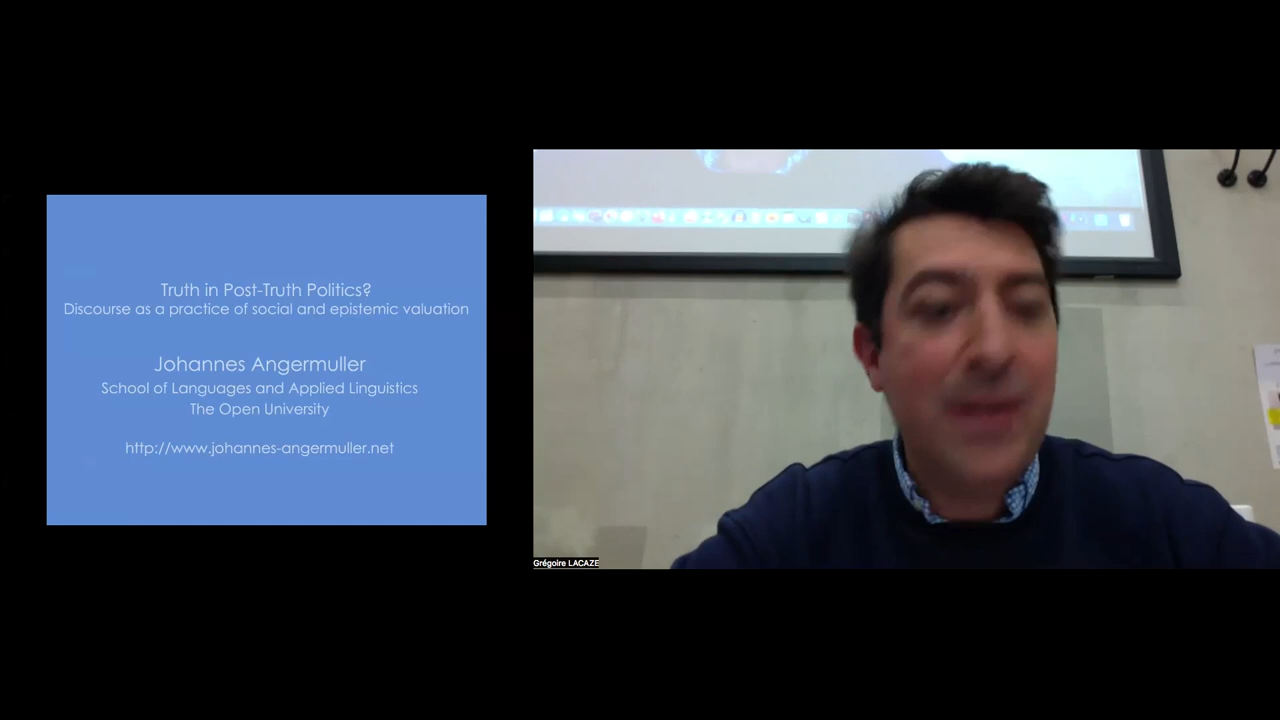 Truth in Post-Truth Politics?
Discourse as a practice of social and epistemic valuation
Johannes Angermuller
School of Languages and Applied Linguistics
The Open University
http://www.johannes-angermuller.net
Grégoire LACAZE